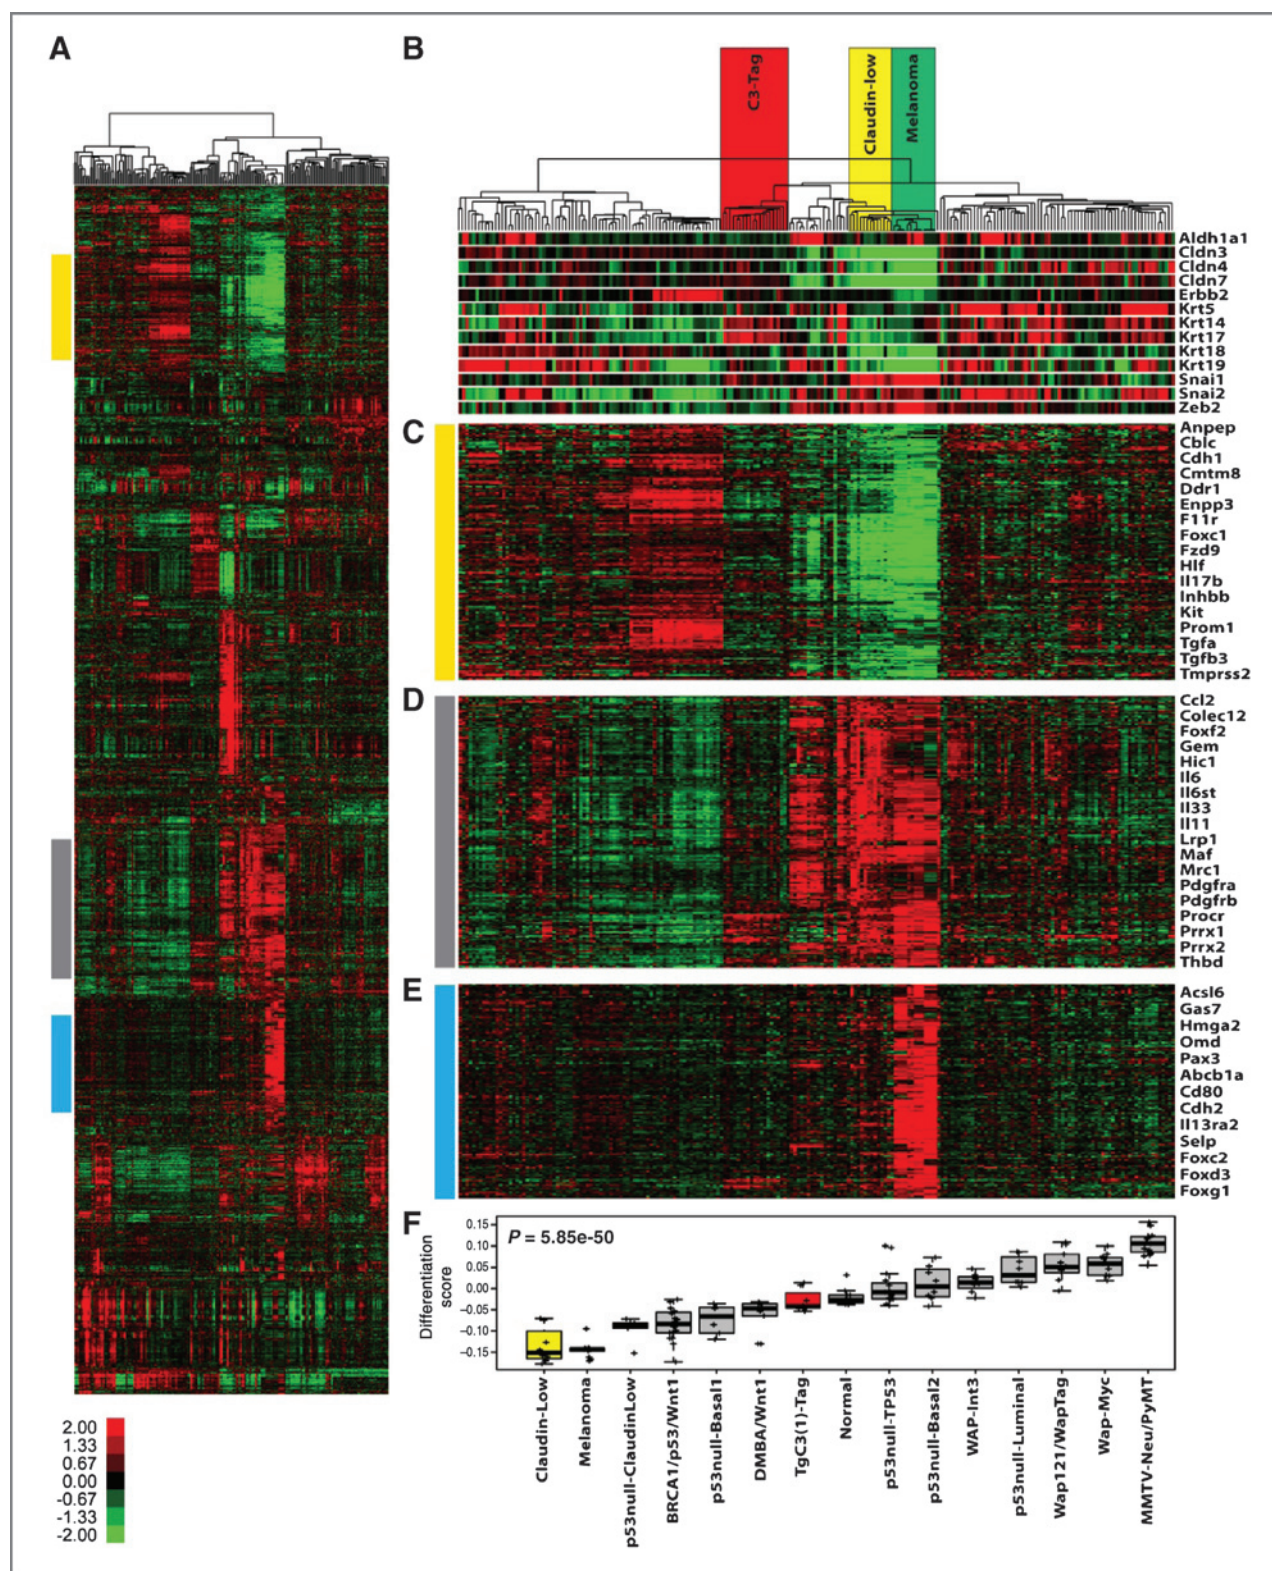 A
B
C3-Tag
Claudin-low
Melanoma
Aldh1a1
Cldn3
Cldn4
Cldn7
Erbb2
Krt5
Krt14
Krt17
Krt18
Krt19
Snai1
Snai2
Zeb2
C
Anpep
Cblc
Cdh1
Cmtm8
Ddr1
Enpp3
F11r
Foxc1
Fzd9
Hlf
Il17b
Inhbb
Kit
Prom1
Tgfa
Tgfb3
Tmprss2
D
Ccl2
Colec12
Foxf2
Gem
Hic1
Il6
Il6st
Il33
Il11
Lrp1
Maf
Mrc1
Pdgfra
Pdgfrb
Procr
Prrx1
Prrx2
Thbd
E
Acsl6
Gas7
Hmga2
Omd
Pax3
Abcb1a
Cd80
Cdh2
Il13ra2
Selp
Foxc2
Foxd3
Foxg1
F
P = 5.85e-50
Differentiation
score
0.15
0.10
0.05
0.00
-0.05
-0.10
-0.15
Claudin-Low
Melanoma
p53null-ClaudinLow
BRCA1/p53/Wnt1
p53null-Basal1
DMBA/Wnt1
TgC3(1)-Tag
Normal
p53null-TP53
p53null-Basal2
WAP-Int3
p53null-Luminal
Wap121/WapTag
Wap-Myc
MMTV-Neu/PyMT
2.00
1.33
0.67
0.00
-0.67
-1.33
-2.00